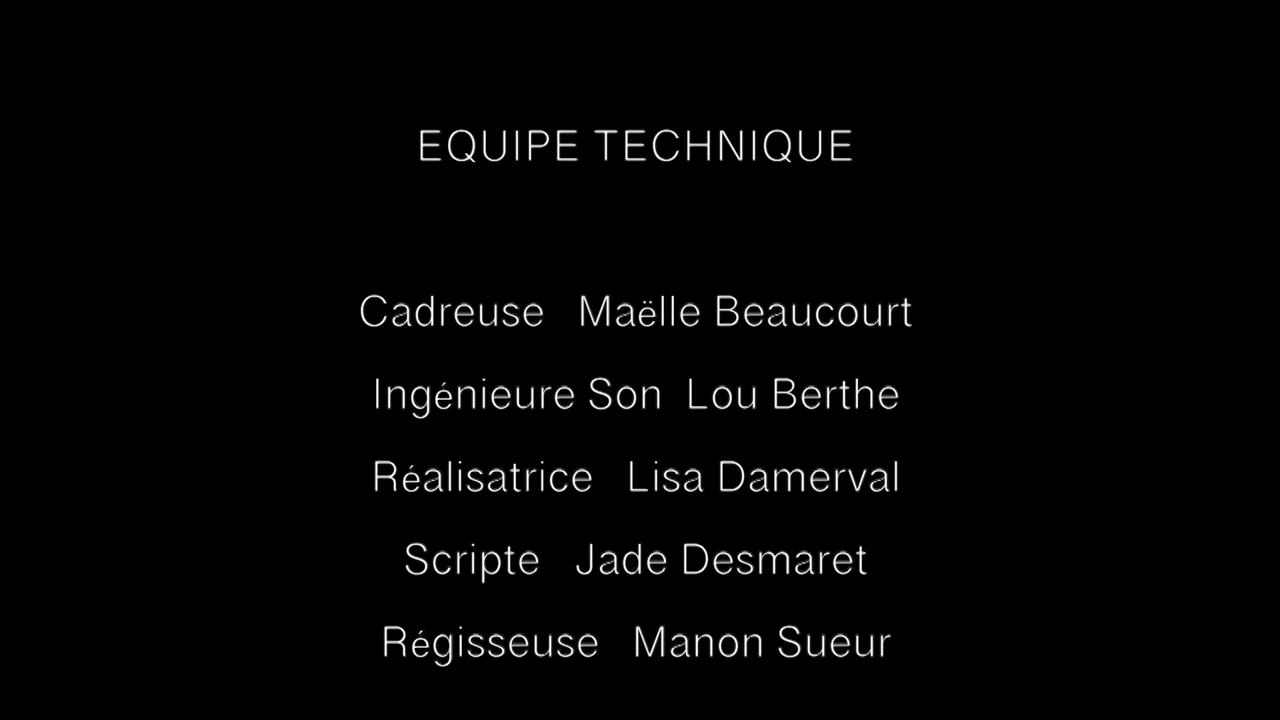 EQUIPE TECHNIQUE
Cadreuse Maëlle Beaucourt
Ingénieure Son Lou Berthe
Réalisatrice Lisa Damerval
Scripte Jade Desmaret
Régisseuse Manon Sueur